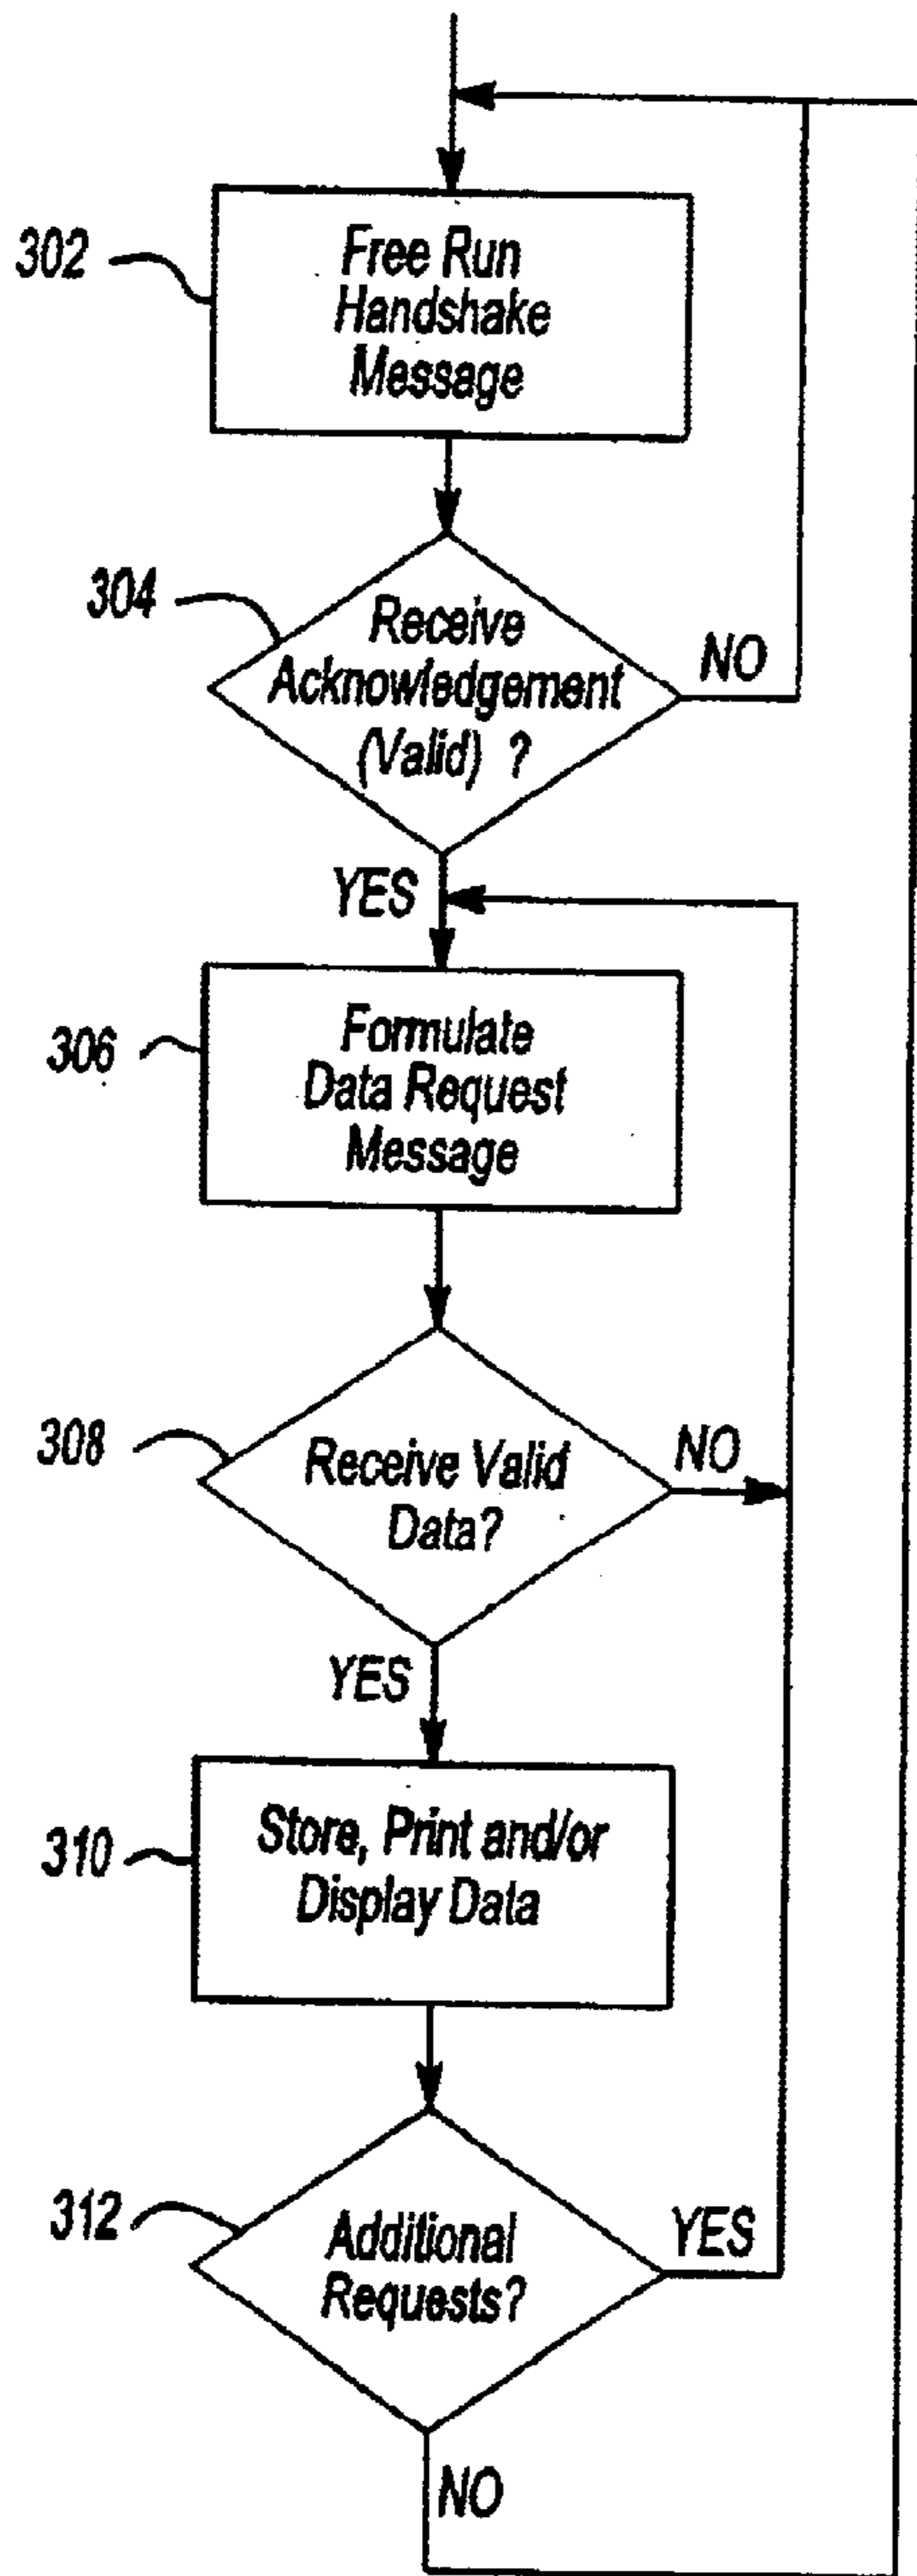 302
Free Run
Handshake
Message
304
Receive
Acknowledgement
(Valid) ?
NO
YES
306
Formulate
Data Request
Message
308
Receive Valid
Data?
NO
YES
310
Store, Print and/or
Display Data
312
Additional
Requests?
YES
NO